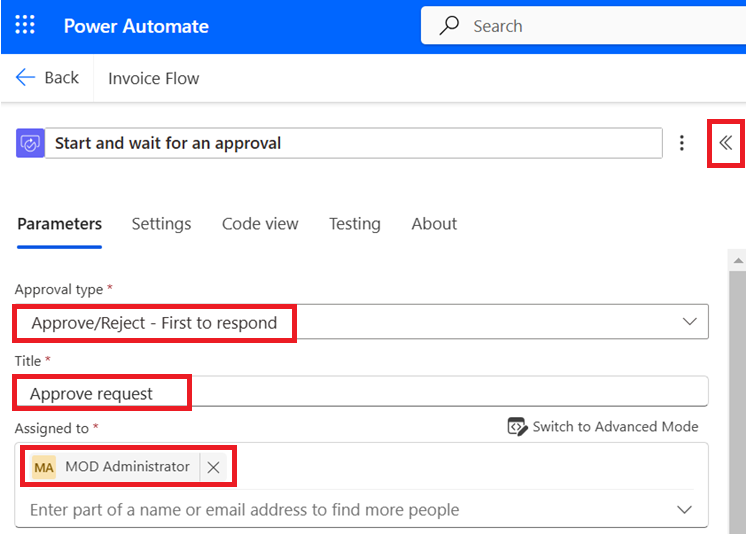 Power Automate
Search
Back
Invoice Flow
Start and wait for an approval
Parameters Settings Code view Testing About
Approval type *
Approve/Reject - First to respond
Title *
Approve request
Assigned to *
Switch to Advanced Mode
MA MOD Administrator
Enter part of a name or email address to find more people